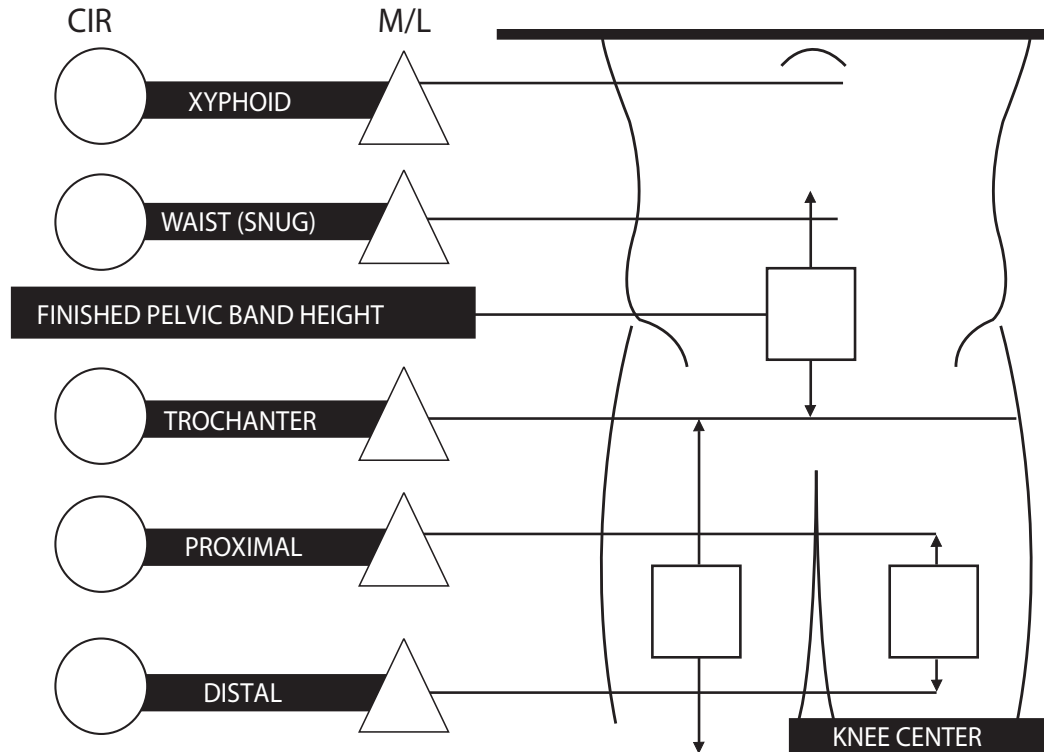 CIR
M/L
XYPHOID
WAIST (SNUG)
FINISHED PELVIC BAND HEIGHT
TROCHANTER
PROXIMAL
DISTAL
KNEE CENTER